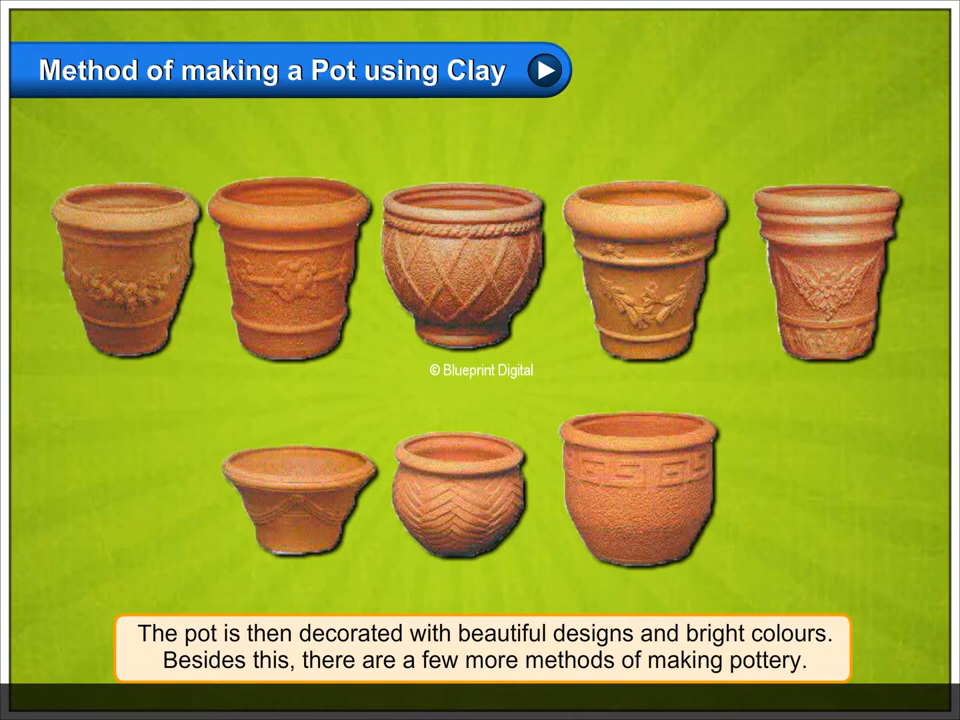 Method of making a Pot using Clay
© Blueprint Digital
The pot is then decorated with beautiful designs and bright colours.
Besides this, there are a few more methods of making pottery.